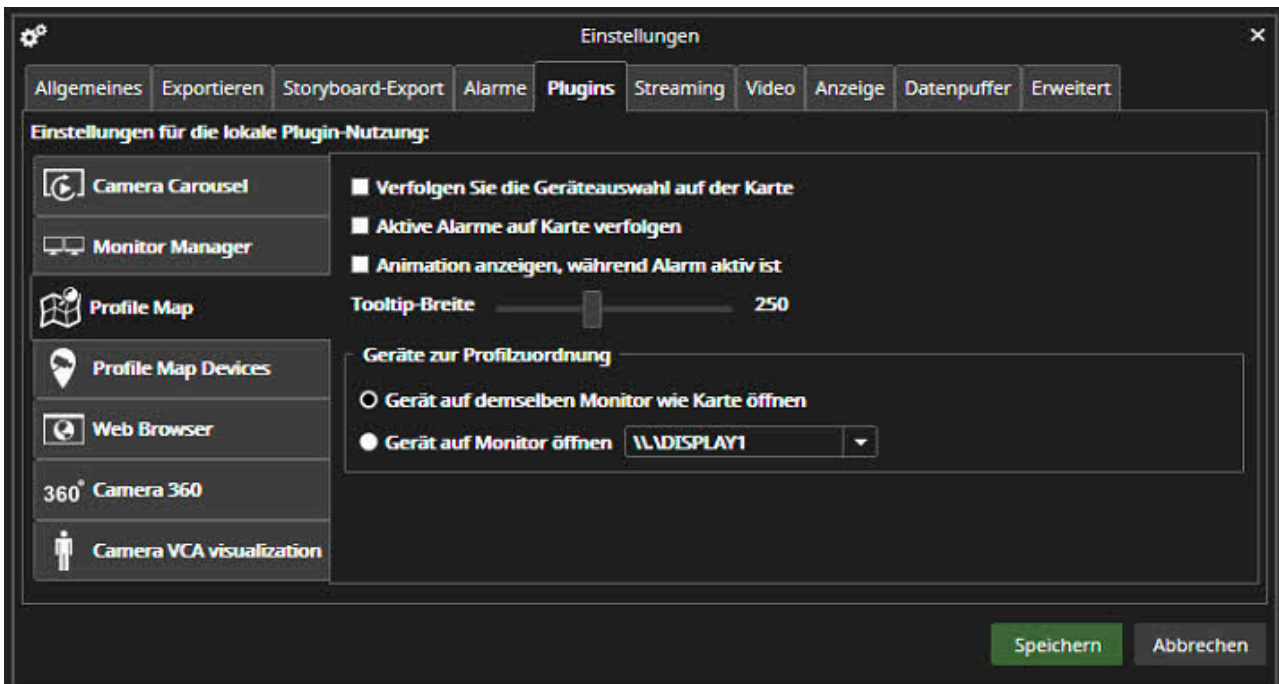 Einstellungen
Allgemeines Exportieren Storyboard-Export Alarme Plugins Streaming Video Anzeige Datenpuffer Erweitert
Einstellungen für die lokale Plugin-Nutzung:
Camera Carousel
Monitor Manager
Profile Map
Profile Map Devices
Web Browser
360° Camera 360
Camera VCA visualization
Verfolgen Sie die Geräteauswahl auf der Karte
Aktive Alarme auf Karte verfolgen
Animation anzeigen, während Alarm aktiv ist
Tooltip-Breite 250
Geräte zur Profilzuordnung
Gerät auf demselben Monitor wie Karte öffnen
Gerät auf Monitor öffnen \\.\DISPLAY1
Speichern Abbrechen